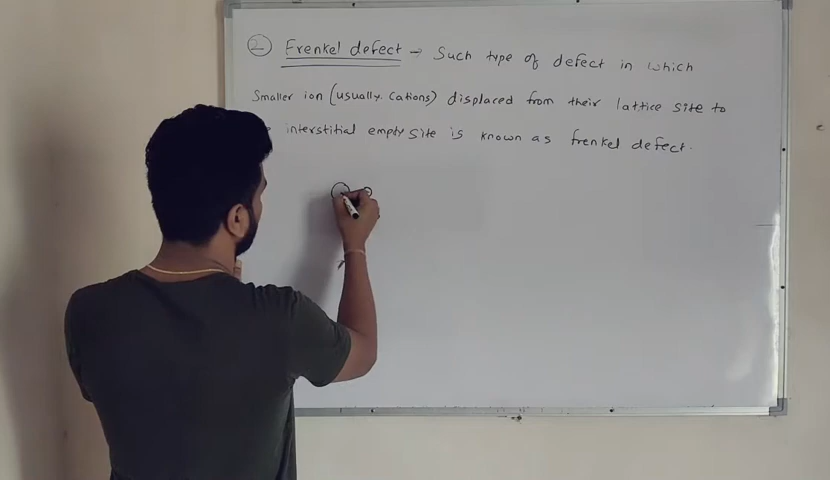 ② Frenkel defect → Such type of defect in which
Smaller ion (usually. Cations) displaced from their lattice site to
interstitial empty site is known as frenkel defect.